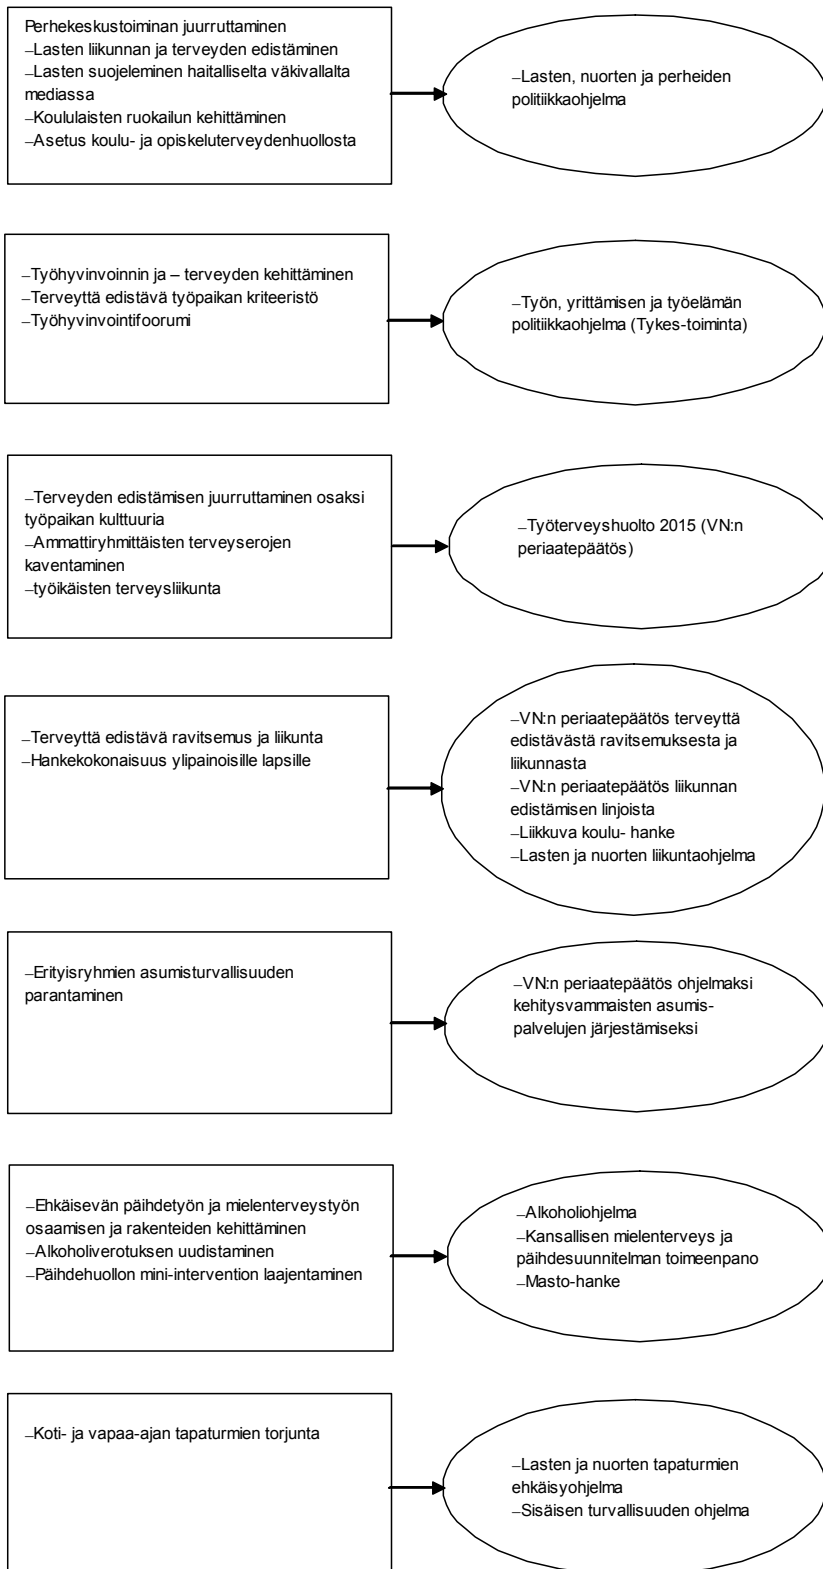 Perhekeskustoiminan juurruttaminen
–Lasten liikunnan ja terveyden edistäminen
–Lasten suojeleminen haitalliselta väkivallalta
mediassa
–Koululaisten ruokailun kehittäminen
–Asetus koulu- ja opiskeluterveydenhuollosta
–Lasten, nuorten ja perheiden
politiikkaohjelma
–Työhyvinvoinnin ja – terveyden kehittäminen
–Terveyttä edistävä työpaikan kriteeristö
–Työhyvinvointifoorumi
–Työn, yrittämisen ja työelämän
politiikkaohjelma (Tykes-toiminta)
–Terveyden edistämisen juurruttaminen osaksi
työpaikan kulttuuria
–Ammattiryhmittäisten terveyserojen
kaventaminen
–työikäisten terveysliikunta
–Työterveyshuolto 2015 (VN:n
periaatepäätös)
–Terveyttä edistävä ravitsemus ja liikunta
–Hankekokonaisuus ylipainoisille lapsille
–VN:n periaatepäätös terveyttä
edistävästä ravitsemuksesta ja
liikunnasta
–VN:n periaatepäätös liikunnan
edistämisen linjoista
–Liikkuva koulu- hanke
–Lasten ja nuorten liikuntaohjelma
–Erityisryhmien asumisturvallisuuden
parantaminen
–VN:n periaatepäätös ohjelmaksi
kehitysvammaisten asumis-
palvelujen järjestämiseksi
–Ehkäisevän päihdetyön ja mielenterveystyön
osaamisen ja rakenteiden kehittäminen
–Alkoholiverotuksen uudistaminen
–Päihdehuollon mini-intervention laajentaminen
–Alkoholiohjelma
–Kansallisen mielenterveys ja
päihdesuunnitelman toimeenpano
–Masto-hanke
–Koti- ja vapaa-ajan tapaturmien torjunta
–Lasten ja nuorten tapaturmien
ehkäisyohjelma
–Sisäisen turvallisuuden ohjelma